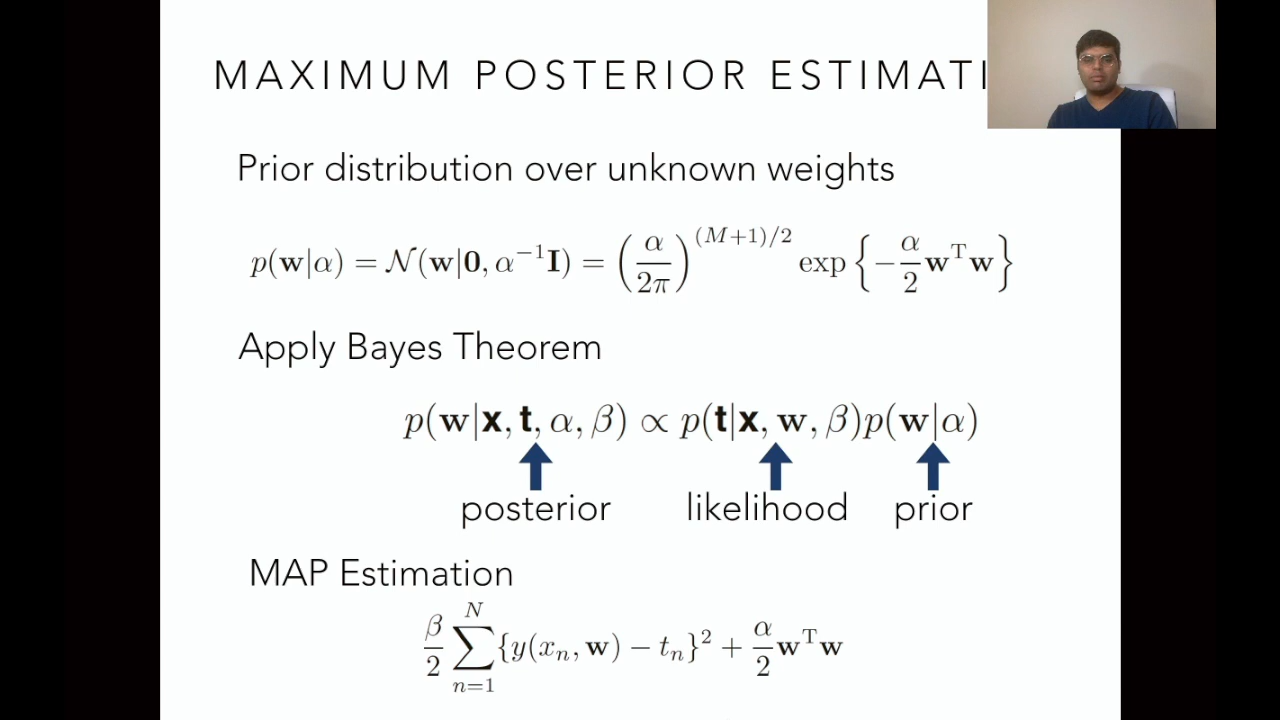 MAXIMUM POSTERIOR ESTIMATI
Prior distribution over unknown weights
p(w|α) = 𝒩(w|0, α⁻¹I) = (α/2π)^(M+1)/2 exp{−α/2 wᵀw}
Apply Bayes Theorem
p(w|x, t, α, β) ∝ p(t|x, w, β)p(w|α)
posterior likelihood prior
MAP Estimation
β/2 ∑_{n=1}^{N} {y(xₙ, w) − tₙ}² + α/2 wᵀw